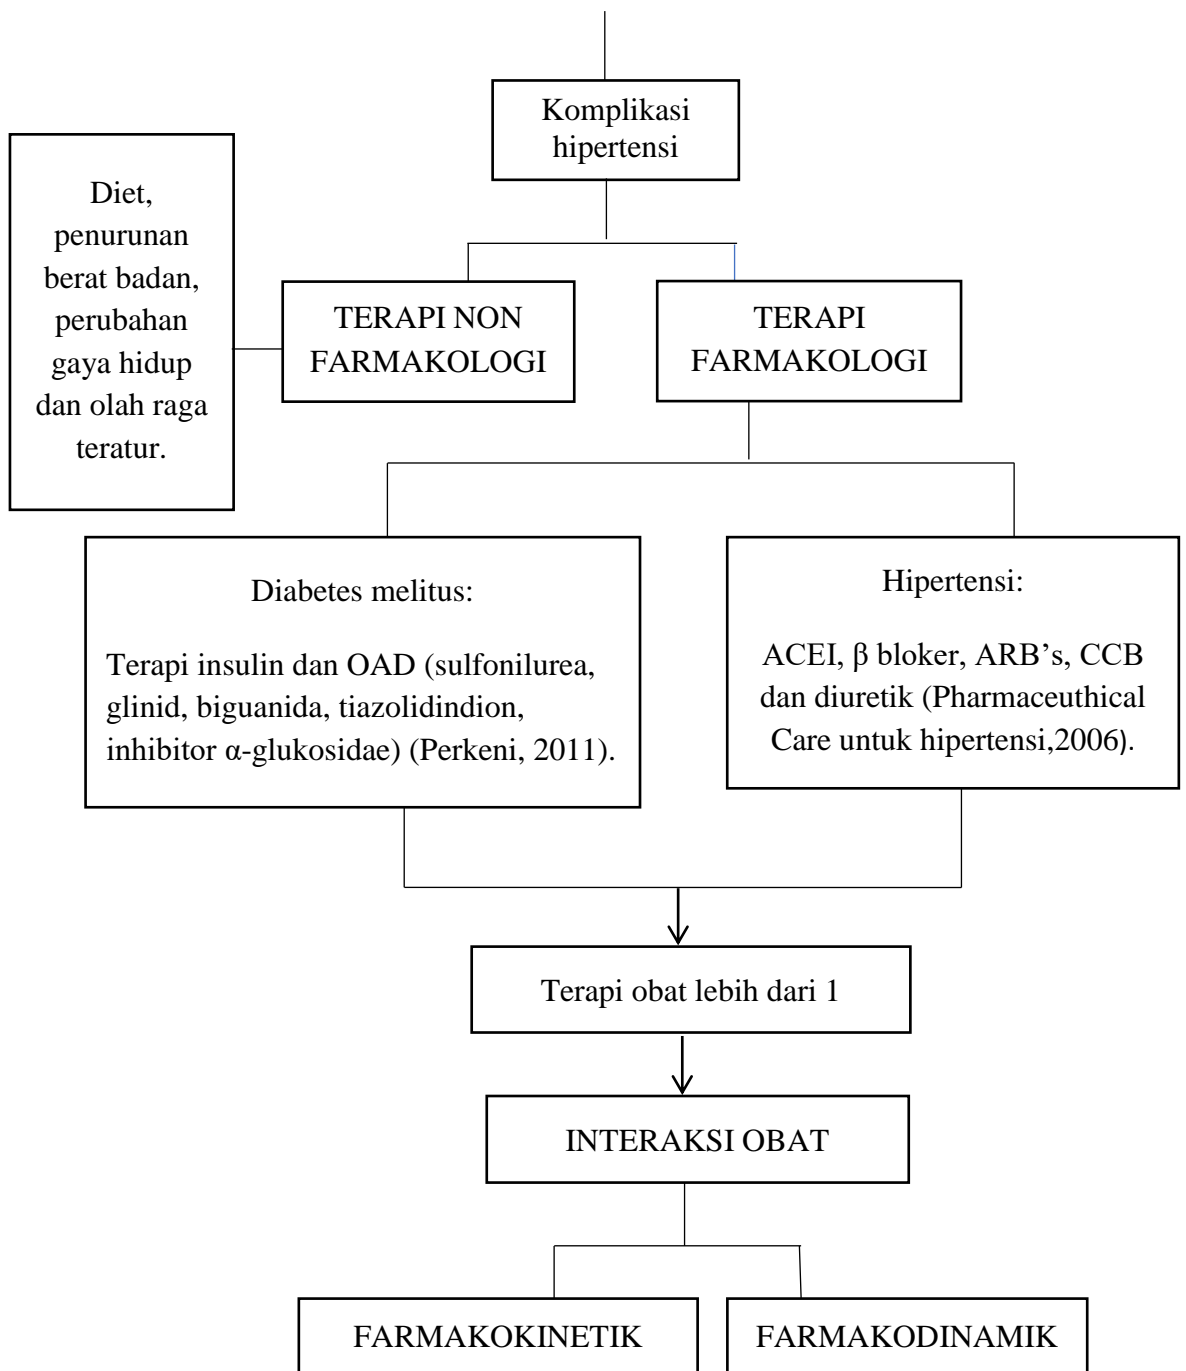 Komplikasi
hipertensi
Diet,
penurunan
berat badan,
perubahan
gaya hidup
dan olah raga
teratur.
TERAPI NON
FARMAKOLOGI
TERAPI
FARMAKOLOGI
Diabetes melitus:
Terapi insulin dan OAD (sulfonilurea,
glinid, biguanida, tiazolidindion,
inhibitor α-glukosidae) (Perkeni, 2011).
Hipertensi:
ACEI, β bloker, ARB’s, CCB
dan diuretik (Pharmaceuthical
Care untuk hipertensi,2006).
Terapi obat lebih dari 1
INTERAKSI OBAT
FARMAKOKINETIK
FARMAKODINAMIK